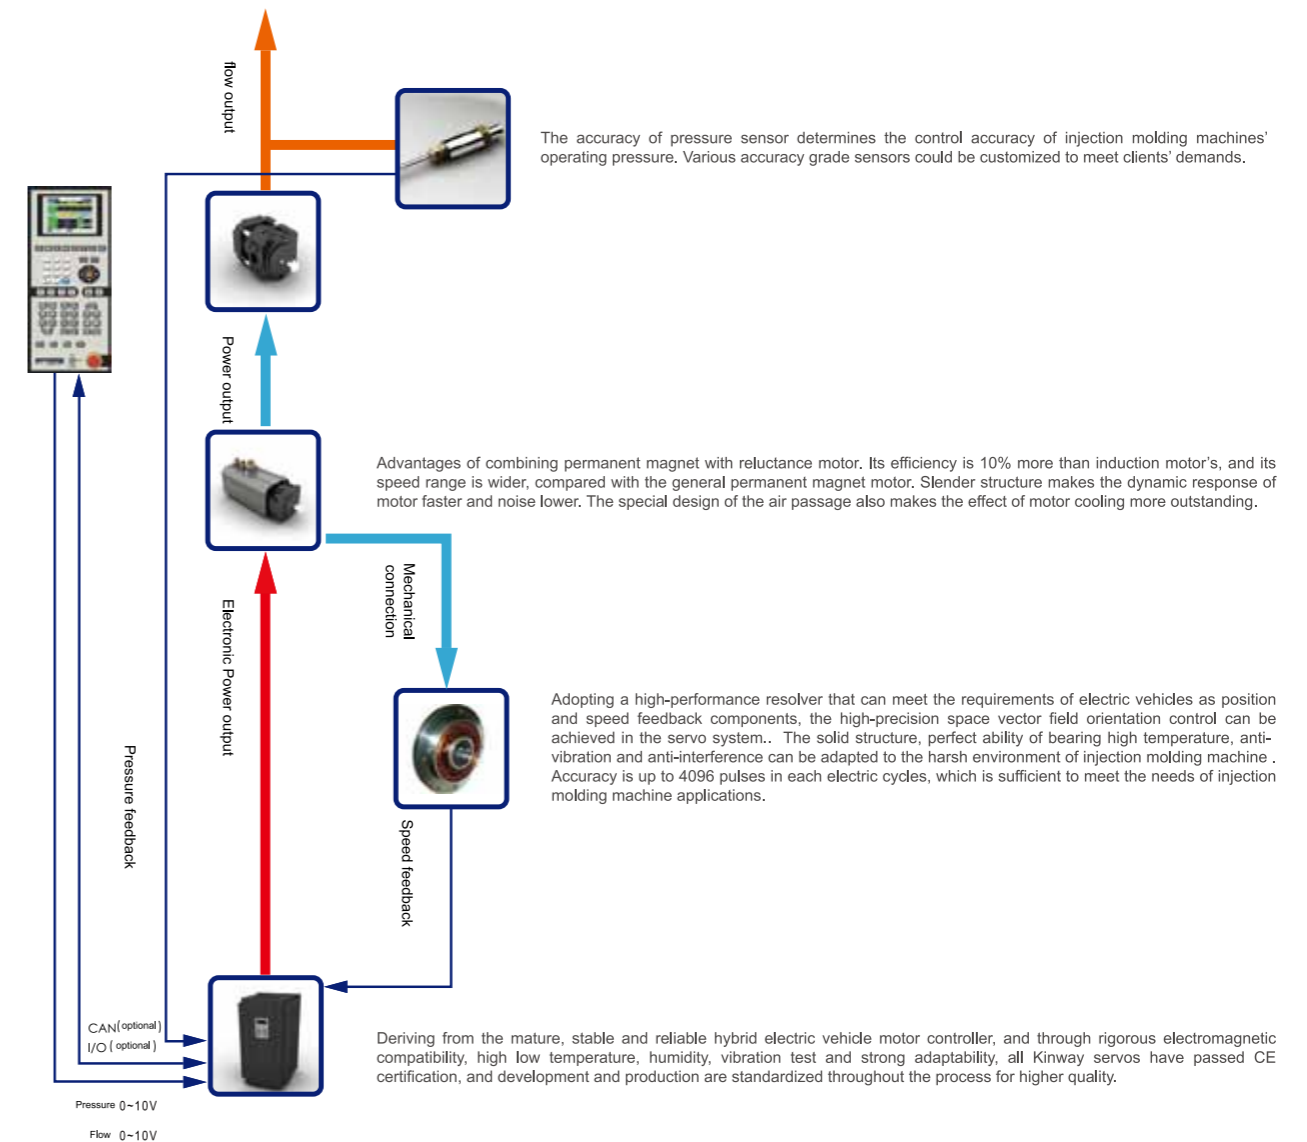 flow output
The accuracy of pressure sensor determines the control accuracy of injection molding machines'
operating pressure. Various accuracy grade sensors could be customized to meet clients' demands.
Power output
Advantages of combining permanent magnet with reluctance motor. Its efficiency is 10% more than induction motor's, and its
speed range is wider, compared with the general permanent magnet motor. Slender structure makes the dynamic response of
motor faster and noise lower. The special design of the air passage also makes the effect of motor cooling more outstanding.
Mechanical
connection
Electronic Power output
Adopting a high-performance resolver that can meet the requirements of electric vehicles as position
and speed feedback components, the high-precision space vector field orientation control can be
achieved in the servo system.. The solid structure, perfect ability of bearing high temperature, anti-
vibration and anti-interference can be adapted to the harsh environment of injection molding machine .
Accuracy is up to 4096 pulses in each electric cycles, which is sufficient to meet the needs of injection
molding machine applications.
Pressure feedback
Speed feedback
CAN(optional)
I/O ( optional )
Deriving from the mature, stable and reliable hybrid electric vehicle motor controller, and through rigorous electromagnetic
compatibility, high low temperature, humidity, vibration test and strong adaptability, all Kinway servos have passed CE
certification, and development and production are standardized throughout the process for higher quality.
Pressure 0~10V
Flow 0~10V